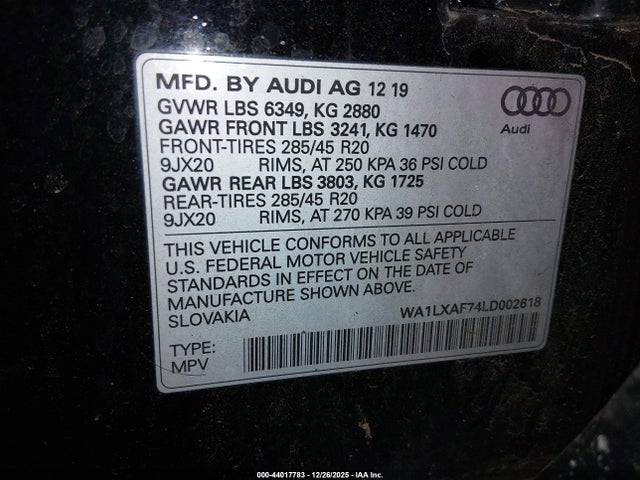 MFD. BY AUDI AG 12 19
GVWR LBS 6349, KG 2880
GAWR FRONT LBS 3241, KG 1470
FRONT-TIRES 285/45 R20
9JX20 RIMS, AT 250 KPA 36 PSI COLD
GAWR REAR LBS 3803, KG 1725
REAR-TIRES 285/45 R20
9JX20 RIMS, AT 270 KPA 39 PSI COLD
Audi
THIS VEHICLE CONFORMS TO ALL APPLICABLE
U.S. FEDERAL MOTOR VEHICLE SAFETY
STANDARDS IN EFFECT ON THE DATE OF
MANUFACTURE SHOWN ABOVE.
SLOVAKIA
WA1LXAF74LD002618
TYPE:
MPV
000-44017783 - 12/26/2025 - IAA Inc.